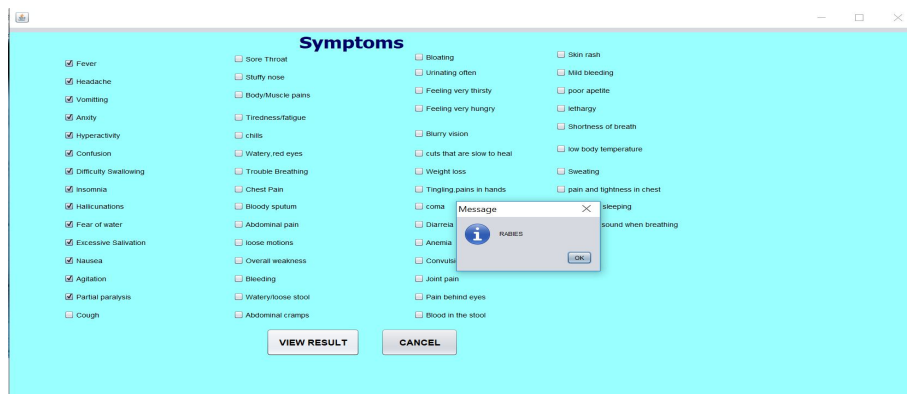 Symptoms
Fever
Headache
Vomitting
Anxity
Hyperactivity
Confusion
Difficulty Swallowing
Insomnia
Hallicunations
Fear of water
Excessive Salivation
Nausea
Agitation
Partial paralysis
Cough
Sore Throat
Stuffy nose
Body/Muscle pains
Tiredness/fatigue
chills
Watery,red eyes
Trouble Breathing
Chest Pain
Bloody sputum
Abdominal pain
loose motions
Overall weakness
Bleeding
Watery/loose stool
Abdominal cramps
Bloating
Urinating often
Feeling very thirsty
Feeling very hungry
Blurry vision
cuts that are slow to heal
Weight loss
Tingling,pains in hands
coma
Diarreia
Anemia
Convulsi
Joint pain
Pain behind eyes
Blood in the stool
Skin rash
Mild bleeding
poor apetite
lethargy
Shortness of breath
low body temperature
Sweating
pain and tightness in chest
sleeping
sound when breathing
Message
RABIES
OK
VIEW RESULT
CANCEL